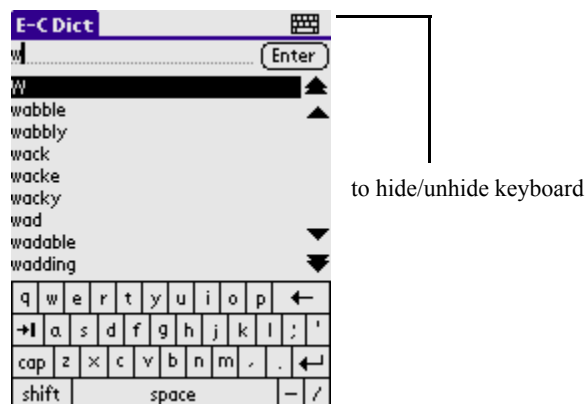 E-C Dict
w Enter
W
wabble
wabbly
wack
wacke
wacky
to hide/unhide keyboard
wad
wadable
wadding
q w e r t y u i o p ←
→I a s d f g h j k l ; '
cap z x c v b n m , . ↵
shift space - /